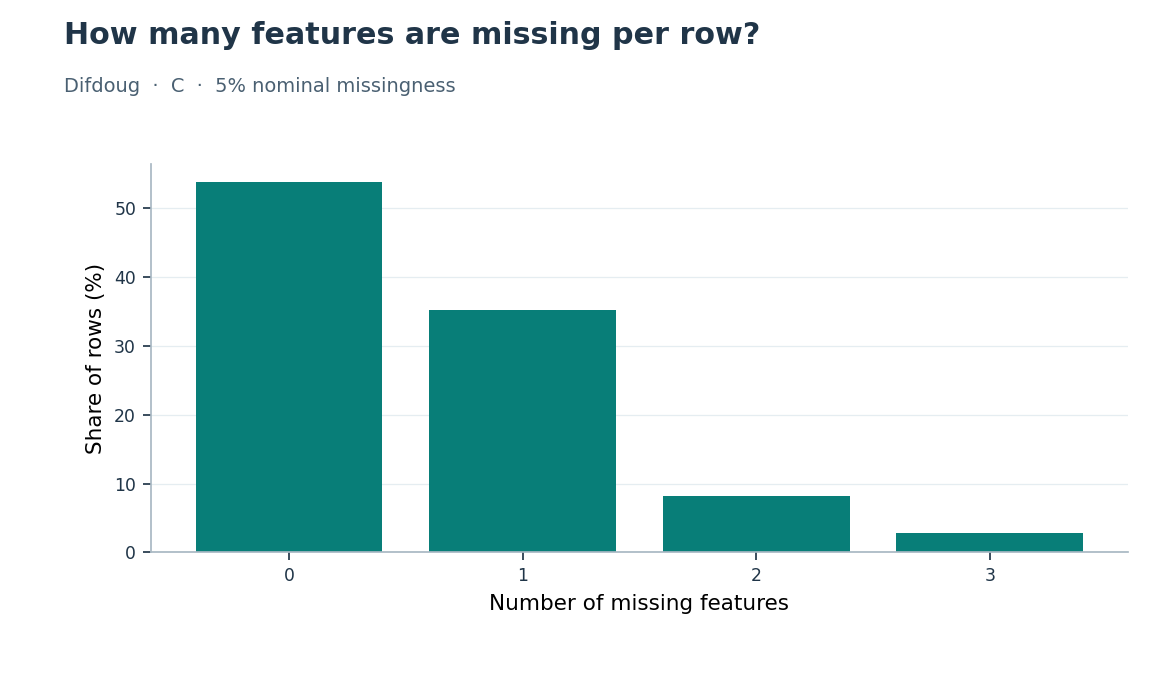 How many features are missing per row?
Difdoug · C · 5% nominal missingness
Share of rows (%)
50
40
30
20
10
0
0 1 2 3
Number of missing features